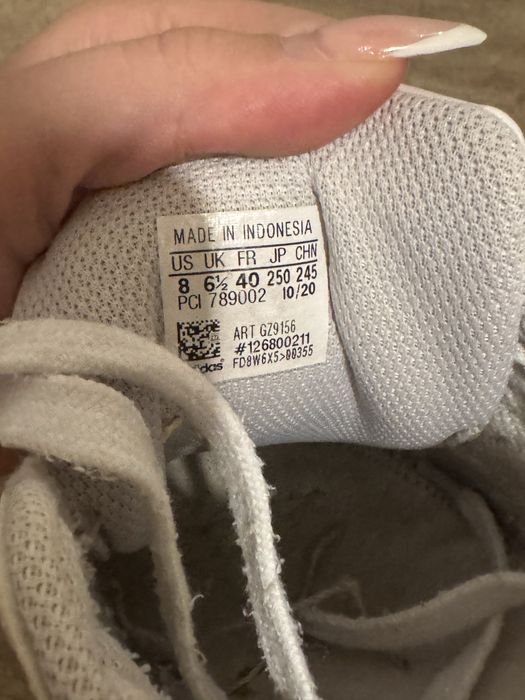 MADE IN INDONESIA
US UK FR JP CHN
8 6½ 40 250 245
PCI 789002 10/20
ART GZ9156
#126800211
FD8W6X5>00355
adidas®